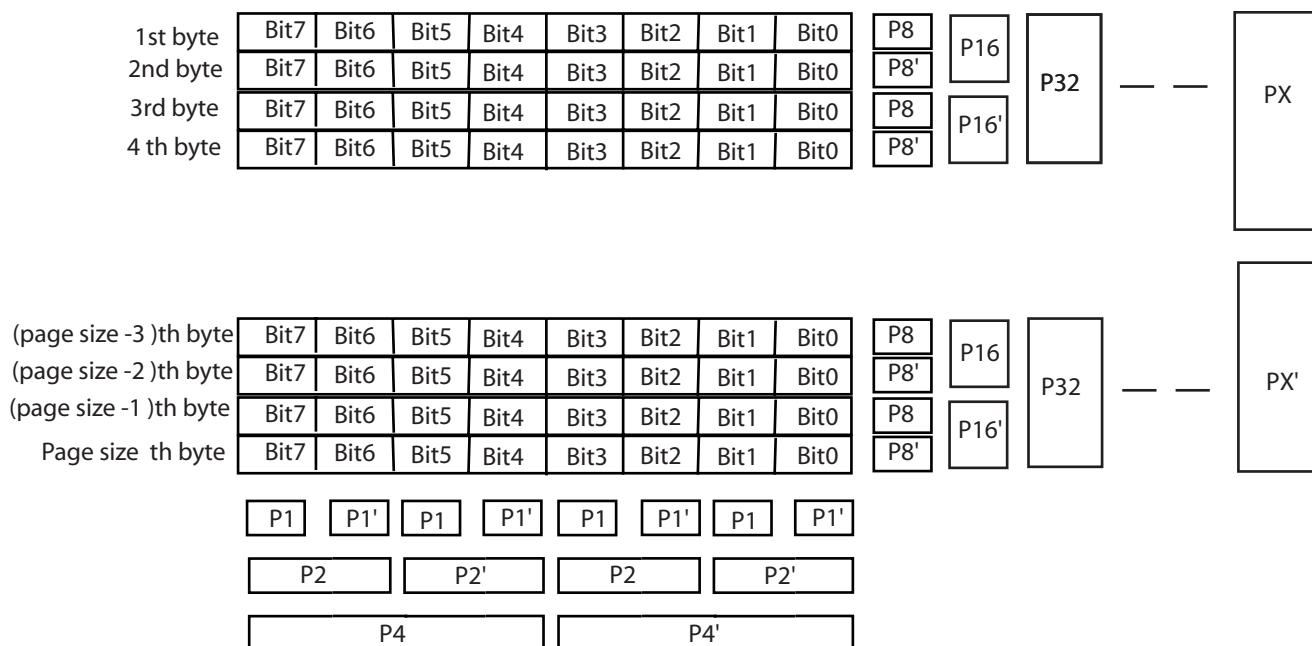 1st byte Bit7 Bit6 Bit5 Bit4 Bit3 Bit2 Bit1 Bit0 P8 P16 P32 PX
2nd byte Bit7 Bit6 Bit5 Bit4 Bit3 Bit2 Bit1 Bit0 P8'
3rd byte Bit7 Bit6 Bit5 Bit4 Bit3 Bit2 Bit1 Bit0 P8 P16'
4 th byte Bit7 Bit6 Bit5 Bit4 Bit3 Bit2 Bit1 Bit0 P8'
(page size -3 )th byte Bit7 Bit6 Bit5 Bit4 Bit3 Bit2 Bit1 Bit0 P8 P16 P32 PX'
(page size -2 )th byte Bit7 Bit6 Bit5 Bit4 Bit3 Bit2 Bit1 Bit0 P8'
(page size -1 )th byte Bit7 Bit6 Bit5 Bit4 Bit3 Bit2 Bit1 Bit0 P8 P16'
Page size th byte Bit7 Bit6 Bit5 Bit4 Bit3 Bit2 Bit1 Bit0 P8'
P1 P1' P1 P1' P1 P1' P1 P1'
P2 P2' P2 P2'
P4 P4'